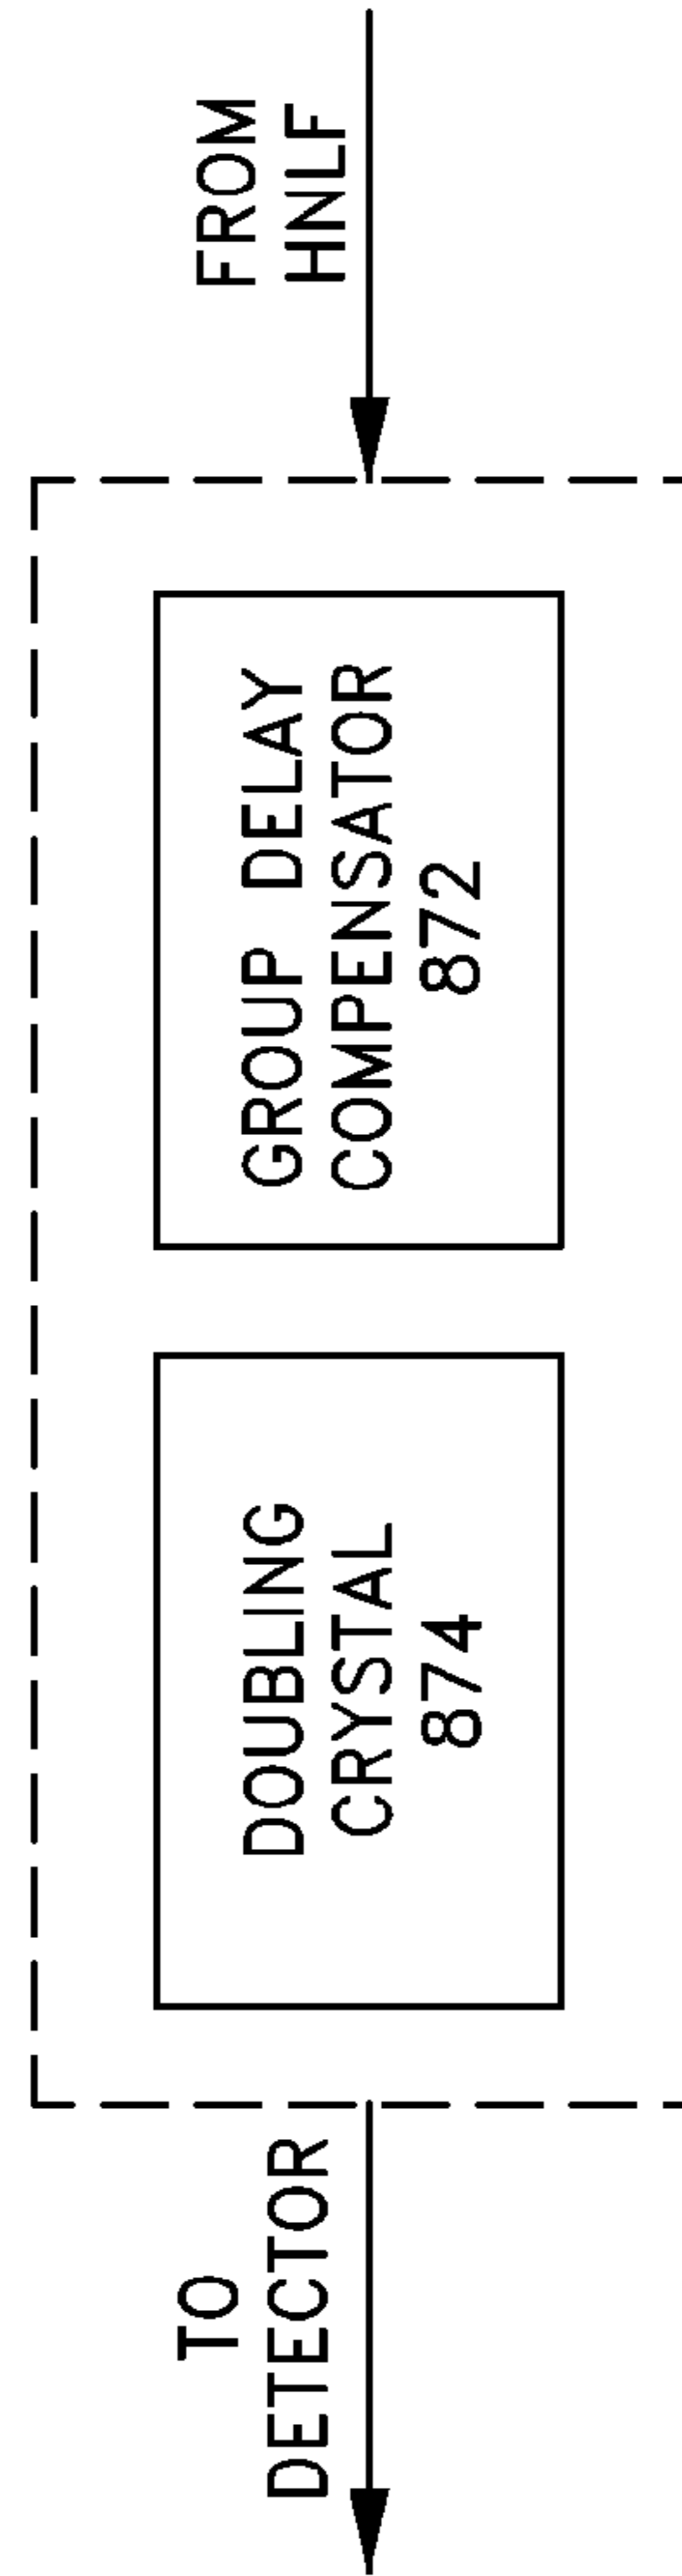 TO
DETECTOR
DOUBLING
CRYSTAL
874
GROUP DELAY
COMPENSATOR
872
FROM
HNLF